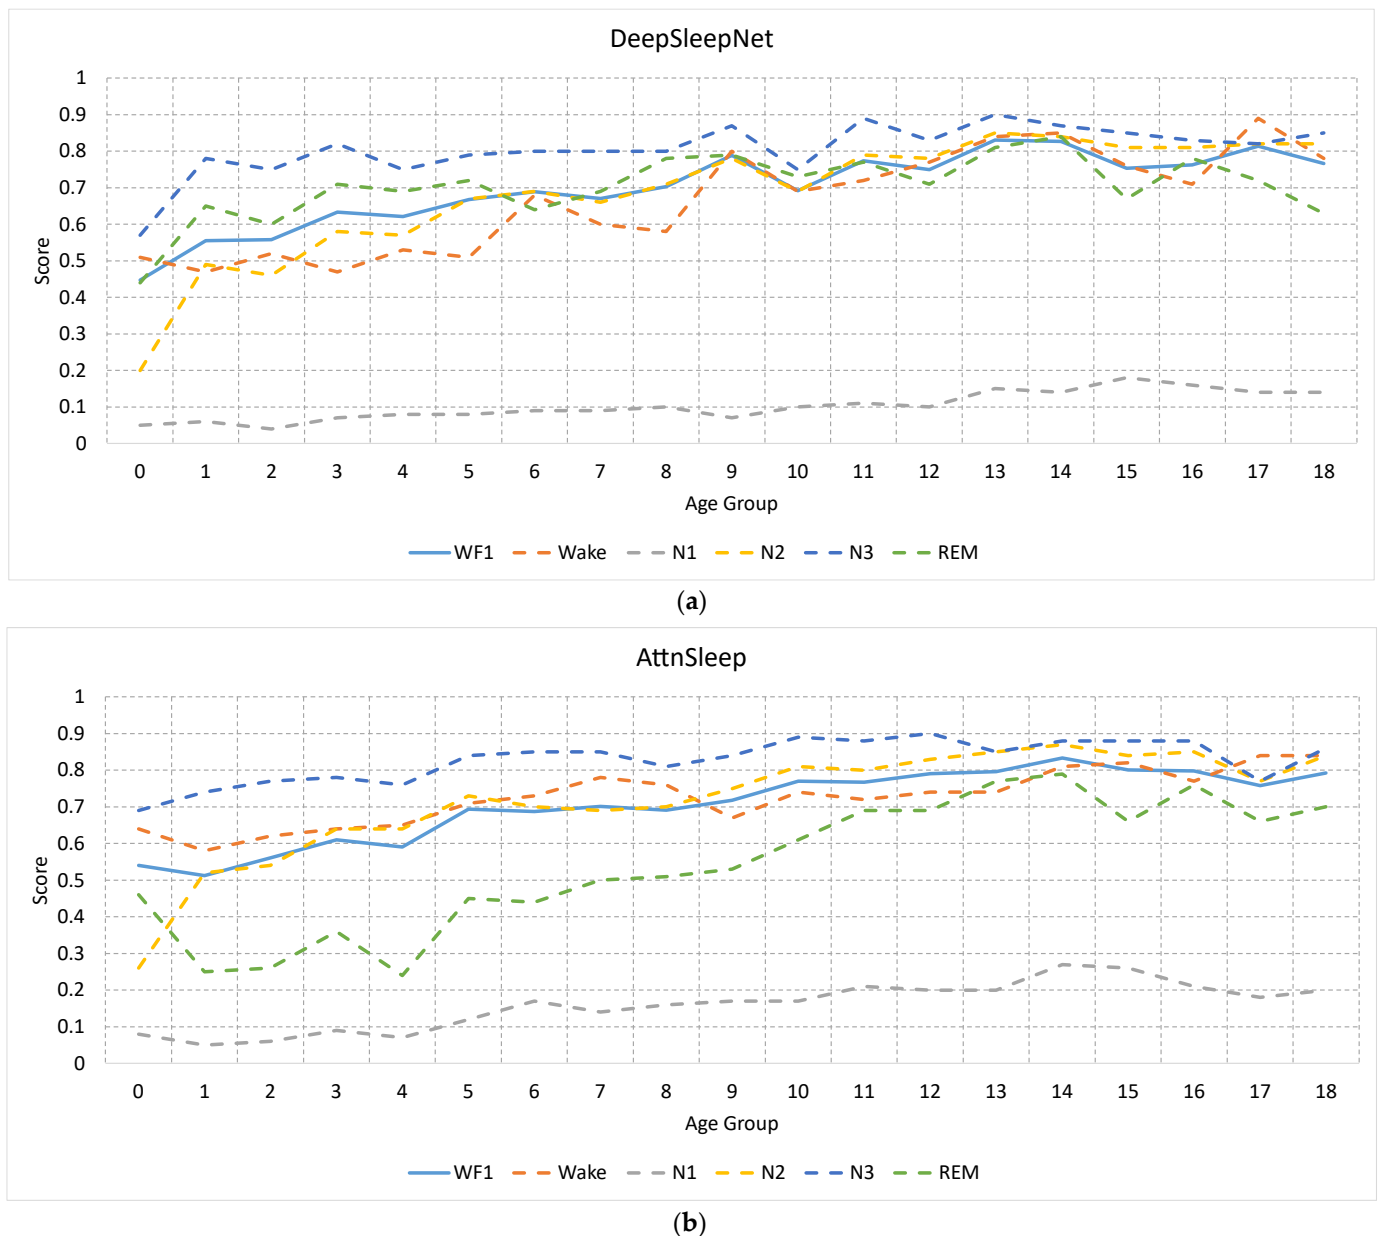 DeepSleepNet
1
0.9
0.8
0.7
0.6
0.5
0.4
0.3
0.2
0.1
0
Score
0 1 2 3 4 5 6 7 8 9 10 11 12 13 14 15 16 17 18
Age Group
WF1 Wake N1 N2 N3 REM
(a)
AttnSleep
1
0.9
0.8
0.7
0.6
0.5
0.4
0.3
0.2
0.1
0
Score
0 1 2 3 4 5 6 7 8 9 10 11 12 13 14 15 16 17 18
Age Group
WF1 Wake N1 N2 N3 REM
(b)